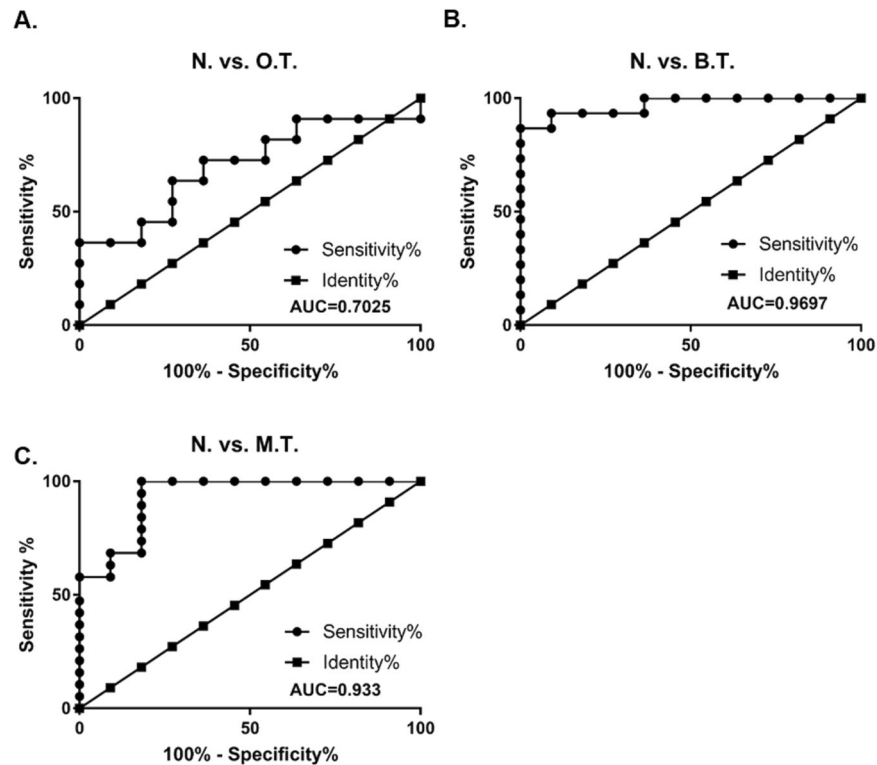 A.
N. vs. O.T.
100
50
0
Sensitivity %
Sensitivity%
Identity%
AUC=0.7025
0
50
100
100% - Specificity%
B.
N. vs. B.T.
100
50
0
Sensitivity %
Sensitivity%
Identity%
AUC=0.9697
0
50
100
100% - Specificity%
C.
N. vs. M.T.
100
50
0
Sensitivity %
Sensitivity%
Identity%
AUC=0.933
0
50
100
100% - Specificity%